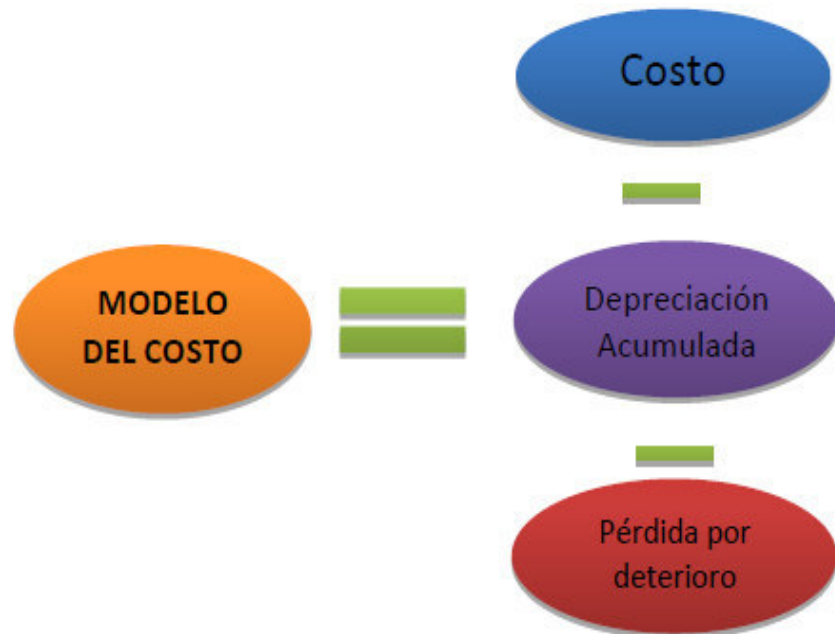 Costo
MODELO
DEL COSTO
Depreciación
Acumulada
Pérdida por
deterioro